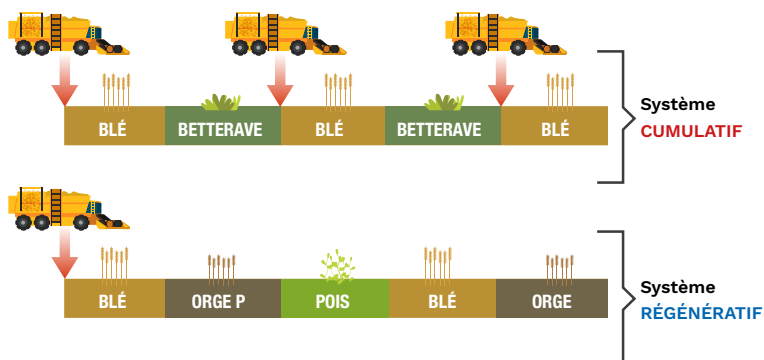 BLÉ BETTERAVE BLÉ BETTERAVE BLÉ
Système
CUMULATIF
BLÉ ORGE P POIS BLÉ ORGE
Système
RÉGÉNÉRATIF